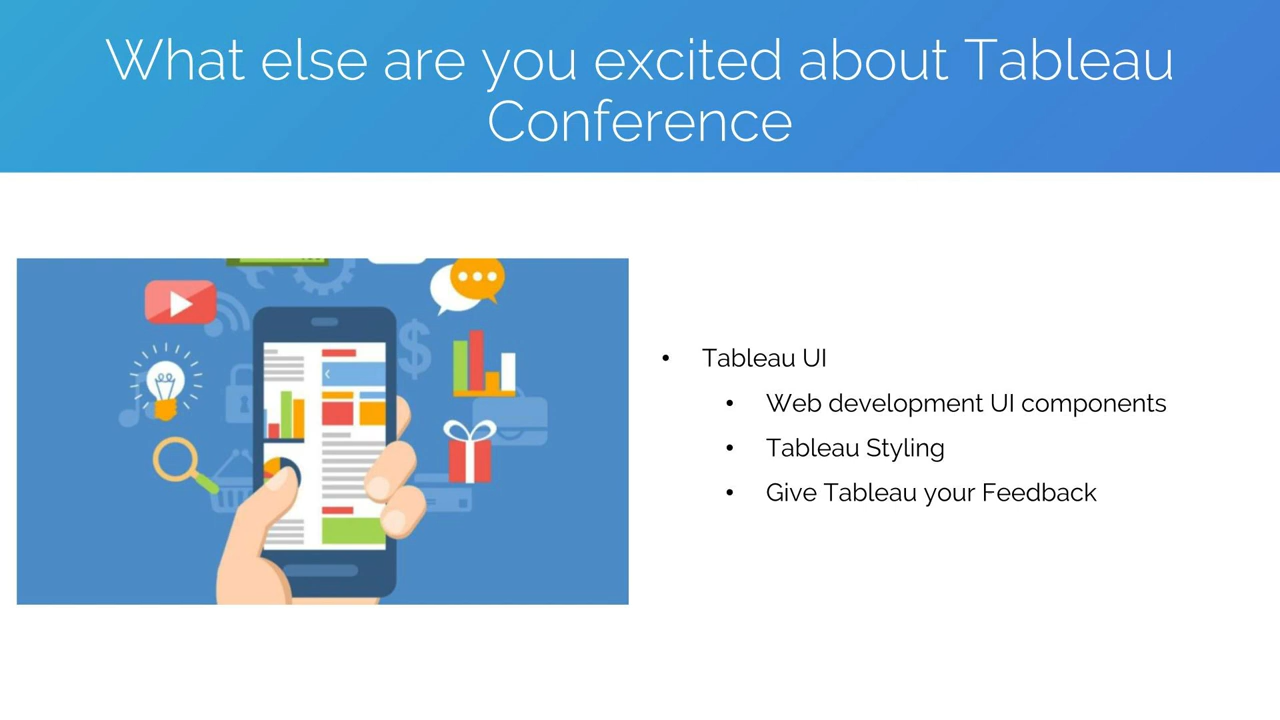 What else are you excited about Tableau
Conference
• Tableau UI
• Web development UI components
• Tableau Styling
• Give Tableau your Feedback